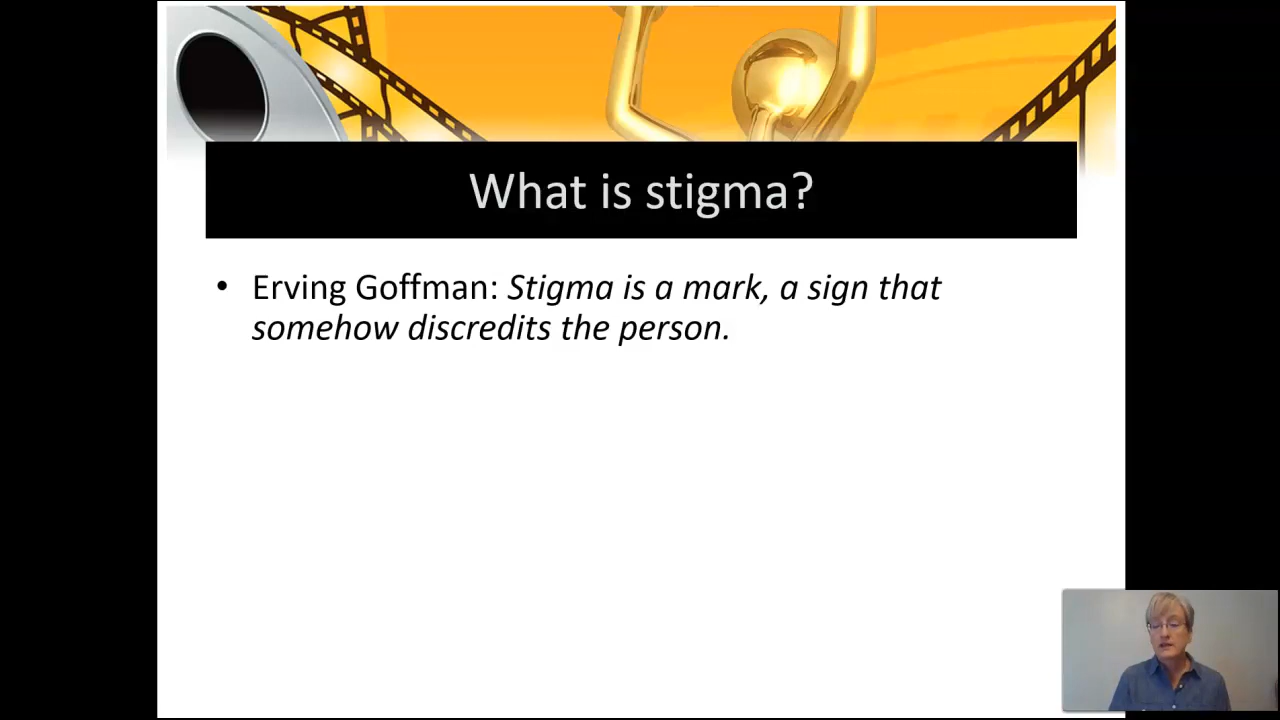 What is stigma?
• Erving Goffman: Stigma is a mark, a sign that
somehow discredits the person.